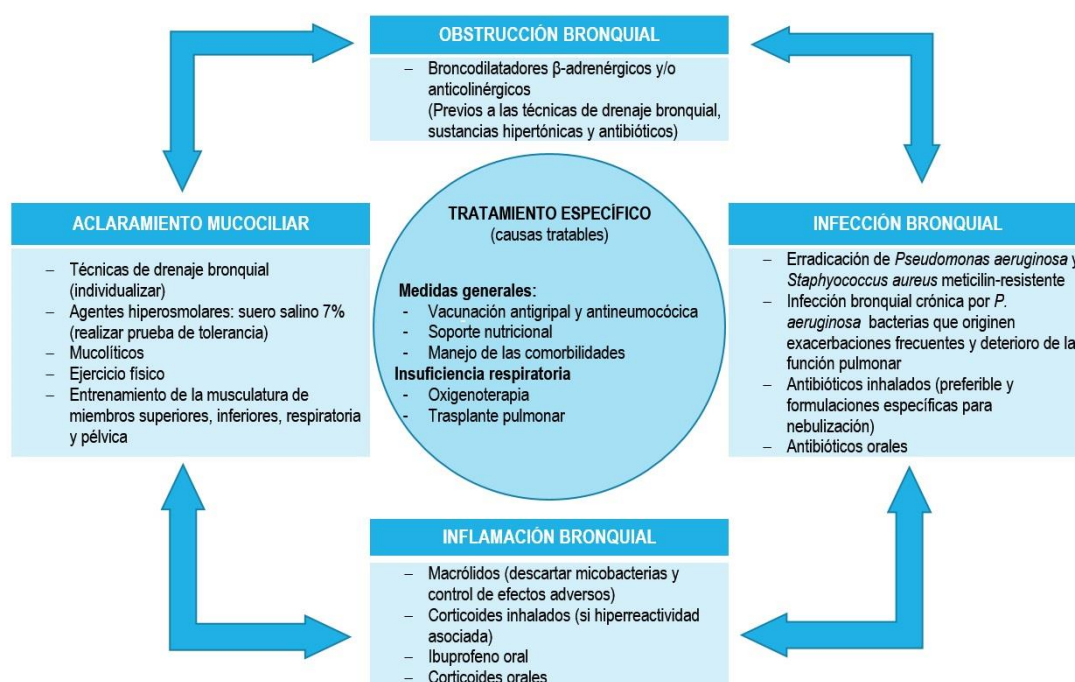 OBSTRUCCIÓN BRONQUIAL
– Broncodilatadores β-adrenérgicos y/o
anticolinérgicos
(Previos a las técnicas de drenaje bronquial,
sustancias hipertónicas y antibióticos)
ACLARAMIENTO MUCOCILIAR
– Técnicas de drenaje bronquial
(individualizar)
– Agentes hiperosmolares: suero salino 7%
(realizar prueba de tolerancia)
– Mucolíticos
– Ejercicio físico
– Entrenamiento de la musculatura de
miembros superiores, inferiores, respiratoria
y pélvica
TRATAMIENTO ESPECÍFICO
(causas tratables)
Medidas generales:
- Vacunación antigripal y antineumocócica
- Soporte nutricional
- Manejo de las comorbilidades
Insuficiencia respiratoria
- Oxigenoterapia
- Trasplante pulmonar
INFECCIÓN BRONQUIAL
– Erradicación de Pseudomonas aeruginosa y
Staphyococcus aureus meticilin-resistente
– Infección bronquial crónica por P.
aeruginosa bacterias que originen
exacerbaciones frecuentes y deterioro de la
función pulmonar
– Antibióticos inhalados (preferible y
formulaciones específicas para
nebulización)
– Antibióticos orales
INFLAMACIÓN BRONQUIAL
– Macrólidos (descartar micobacterias y
control de efectos adversos)
– Corticoides inhalados (si hiperreactividad
asociada)
– Ibuprofeno oral
– Corticoides orales